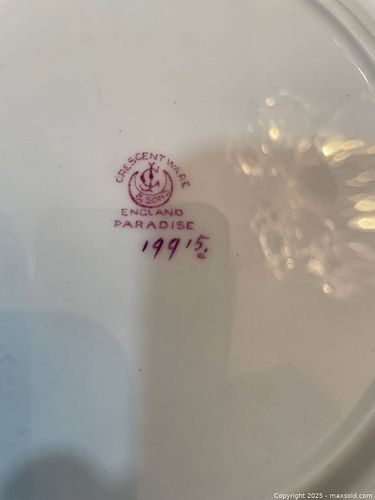 CRESCENT WARE
& SONS
ENGLAND
PARADISE
19915
Copyright © 2025 - maxsold.com